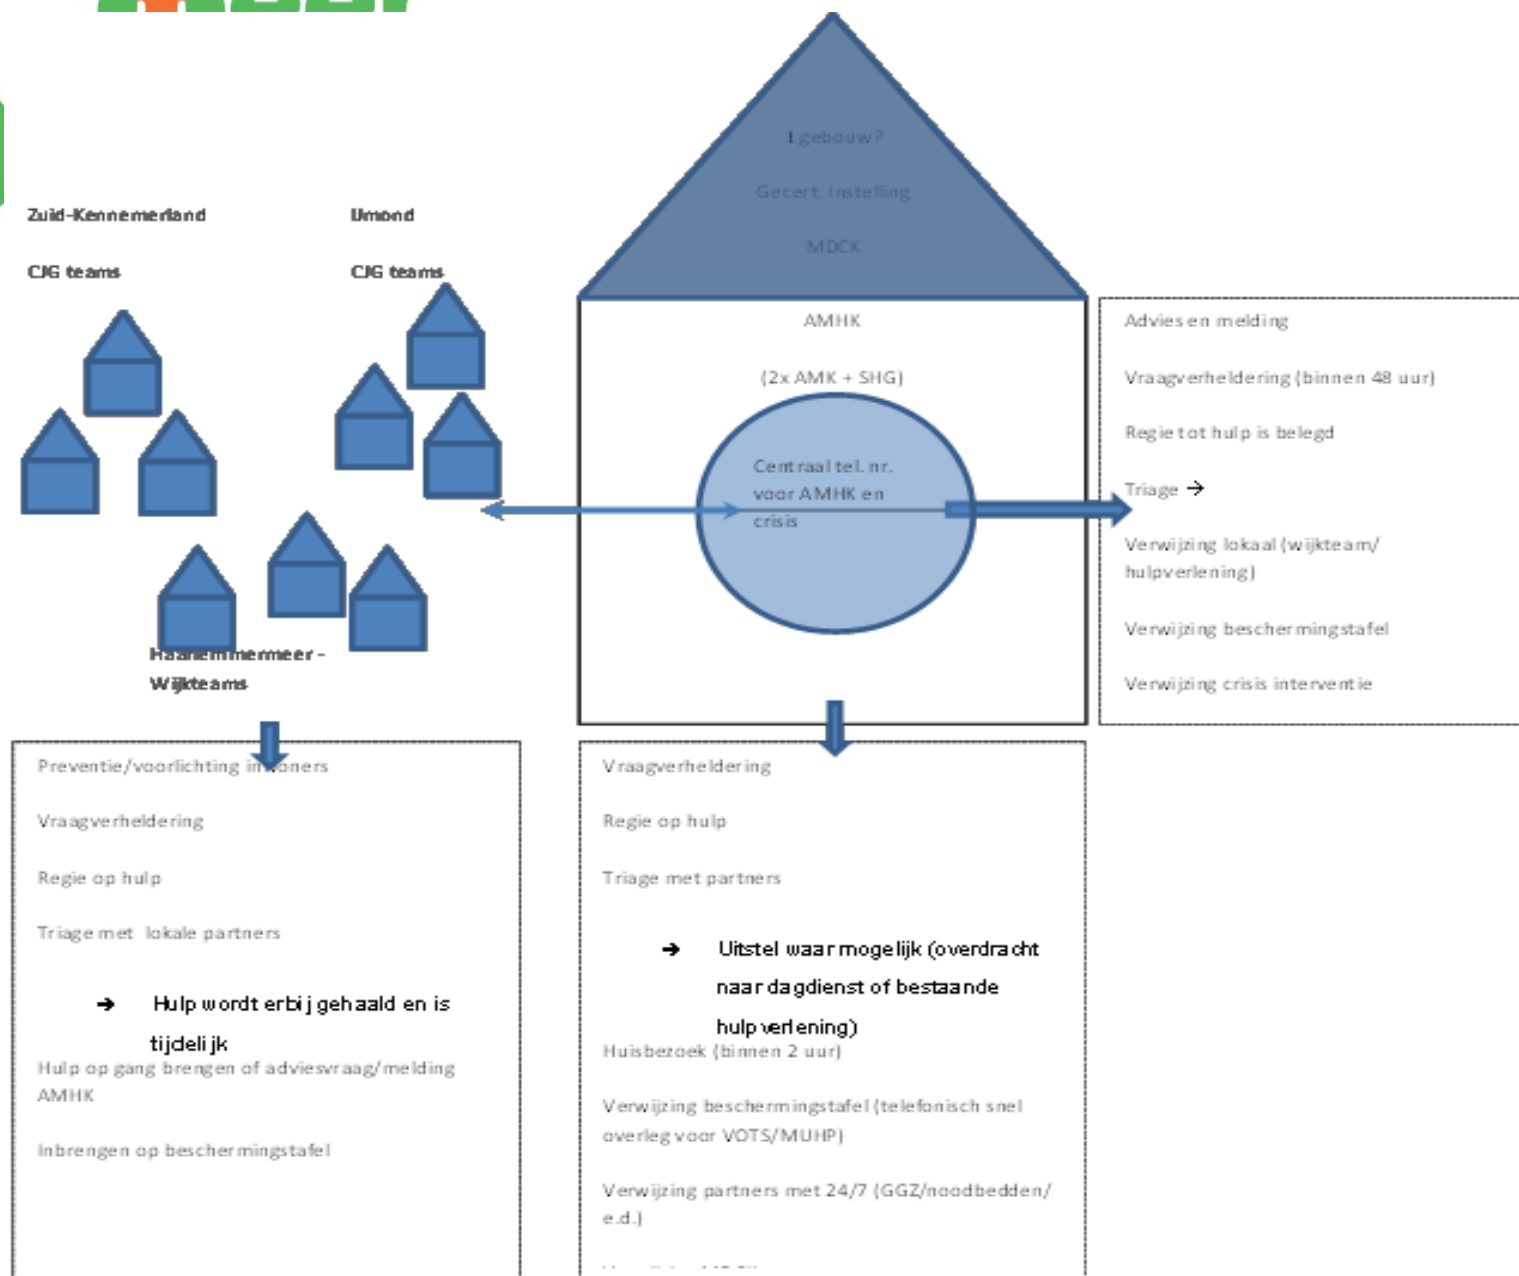 1 gebouw?
Gecert. Instelling
MDCK
Zuid-Kennemerland
CJG teams
IJmond
CJG teams
AMHK
(2x AMK + SHG)
Centraal tel. nr.
voor AMHK en
crisis
Advies en melding
Vraagverheldering (binnen 48 uur)
Regie tot hulp is belegd
Triage →
Verwijzing lokaal (wijkteam/
hulpverlening)
Verwijzing beschermingstafel
Verwijzing crisis interventie
Haarlemmermeer –
Wijkteams
Preventie/voorlichting inwoners
Vraagverheldering
Regie op hulp
Triage met lokale partners
→ Hulp wordt erbij gehaald en is
tijdelijk
Hulp op gang brengen of adviesvraag/melding
AMHK
Inbrengen op beschermingstafel
Vraagverheldering
Regie op hulp
Triage met partners
→ Uitstel waar mogelijk (overdracht
naar dagdienst of bestaande
hulpverlening)
Huisbezoek (binnen 2 uur)
Verwijzing beschermingstafel (telefonisch snel
overleg voor VOTS/MUHP)
Verwijzing partners met 24/7 (GGZ/noodbedden/
e.d.)